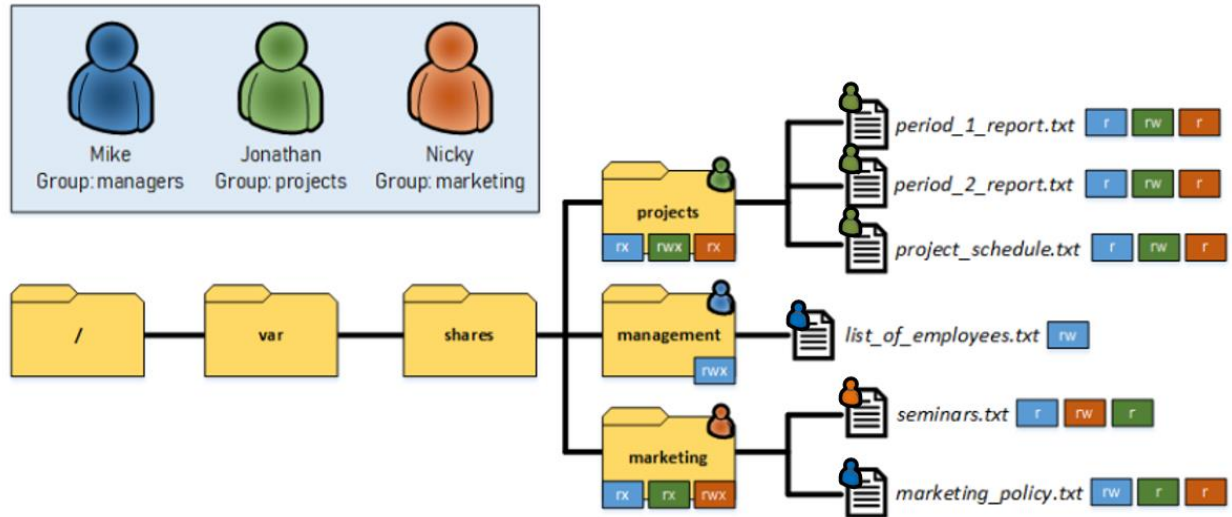 Mike
Group: managers
Jonathan
Group: projects
Nicky
Group: marketing
/
var
shares
projects
rx rwx rx
period_1_report.txt r rw r
period_2_report.txt r rw r
project_schedule.txt r rw r
management
rwx
list_of_employees.txt rw
marketing
rx rx rwx
seminars.txt r rw r
marketing_policy.txt rw r r